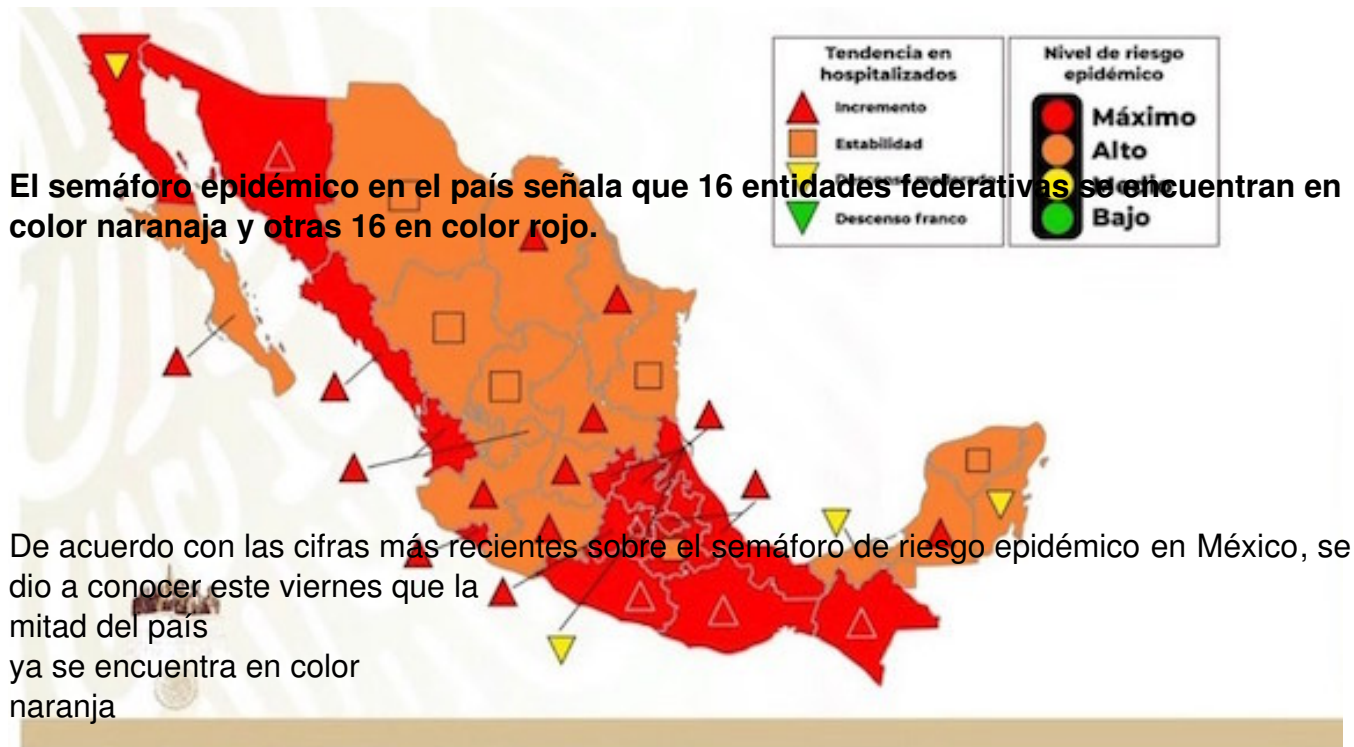 Tendencia en
hospitalizados
Incremento
Estabilidad
Descenso moderado
Descenso franco
Nivel de riesgo
epidémico
Máximo
Alto
Medio
Bajo
El semáforo epidémico en el país señala que 16 entidades federativas se encuentran en
color naranaja y otras 16 en color rojo.
De acuerdo con las cifras más recientes sobre el semáforo de riesgo epidémico en México, se
dio a conocer este viernes que la
mitad del país
ya se encuentra en color
naranja